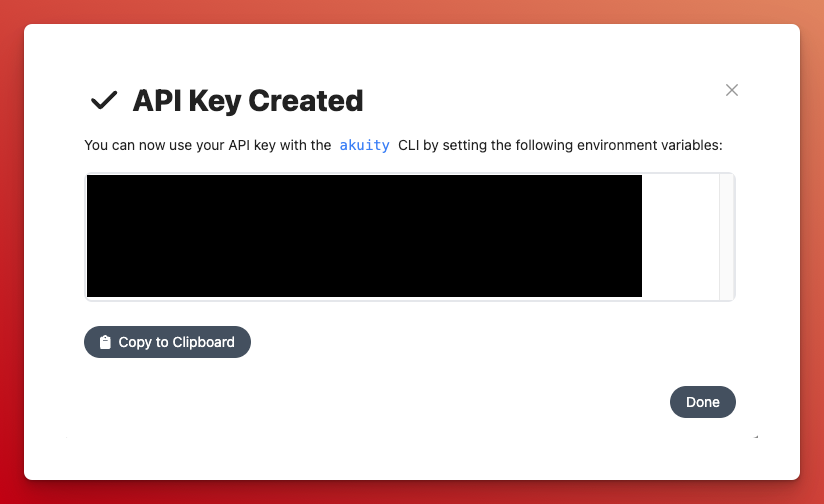 API Key Created
You can now use your API key with the akuity CLI by setting the following environment variables:
Copy to Clipboard
Done